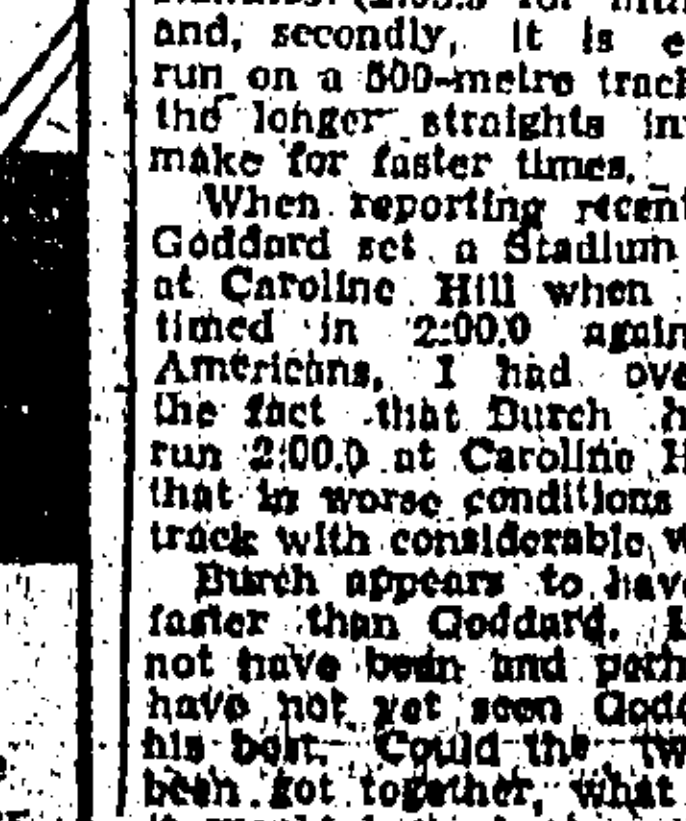 and, secondly, it is e
run on a 500-metre track
the longer straights in
make for faster times.
When reporting recent
Goddard set a Stadium
at Caroline Hill when
timed in 2:00.0 again
Americans, I had ove
the fact that Burch h
run 2:00.0 at Caroline H
that in worse conditions
track with considerable w
Burch appears to have
faster than Goddard.
not have been and perh
have not yet seen Godd
his best. Could the tw
been got together, what